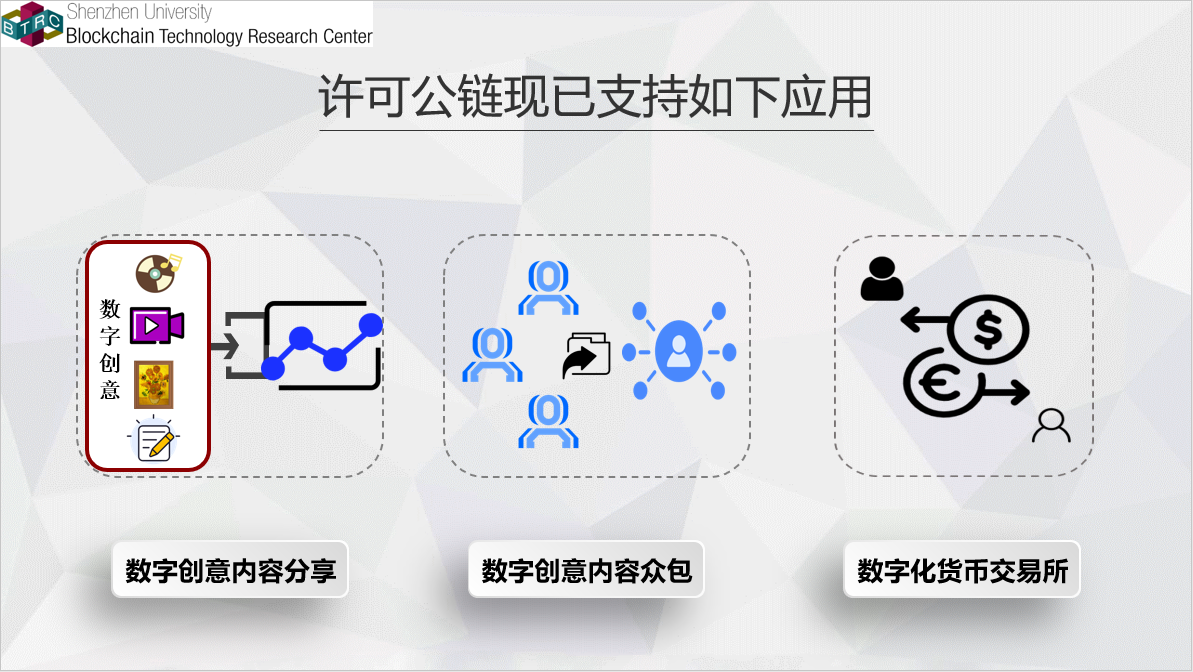 Shenzhen University
BTRC
Blockchain Technology Research Center
许可公链现已支持如下应用
数字创意
$
€
数字创意内容分享
数字创意内容众包
数字化货币交易所